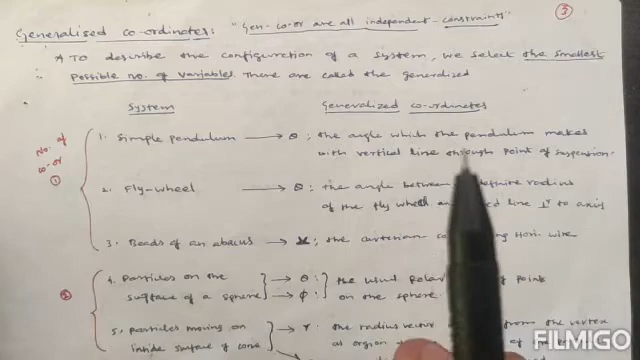 Generalised co-ordinates: "Gen-co-or are all independent constraints" 3
* To describe the configuration of a system, we select the smallest
possible no. of variables. These are called the generalized
System Generalized co-ordinates
No. of co-or 1
1. Simple pendulum → θ ; the angle which the pendulum makes
with vertical line through point of suspension.
2. Fly-wheel → θ : the angle between definite radius
of the fly wheel line ⊥r to axis
3. Beads of an abacus → x ; the cartesian Hori. wire
2
4. Particles on the → θ : the usual Polar point
surface of a sphere → φ : on the sphere.
5. Particles moving on → r : the radius vector from the vertex
inside surface of cone as origin of
FILMIGO